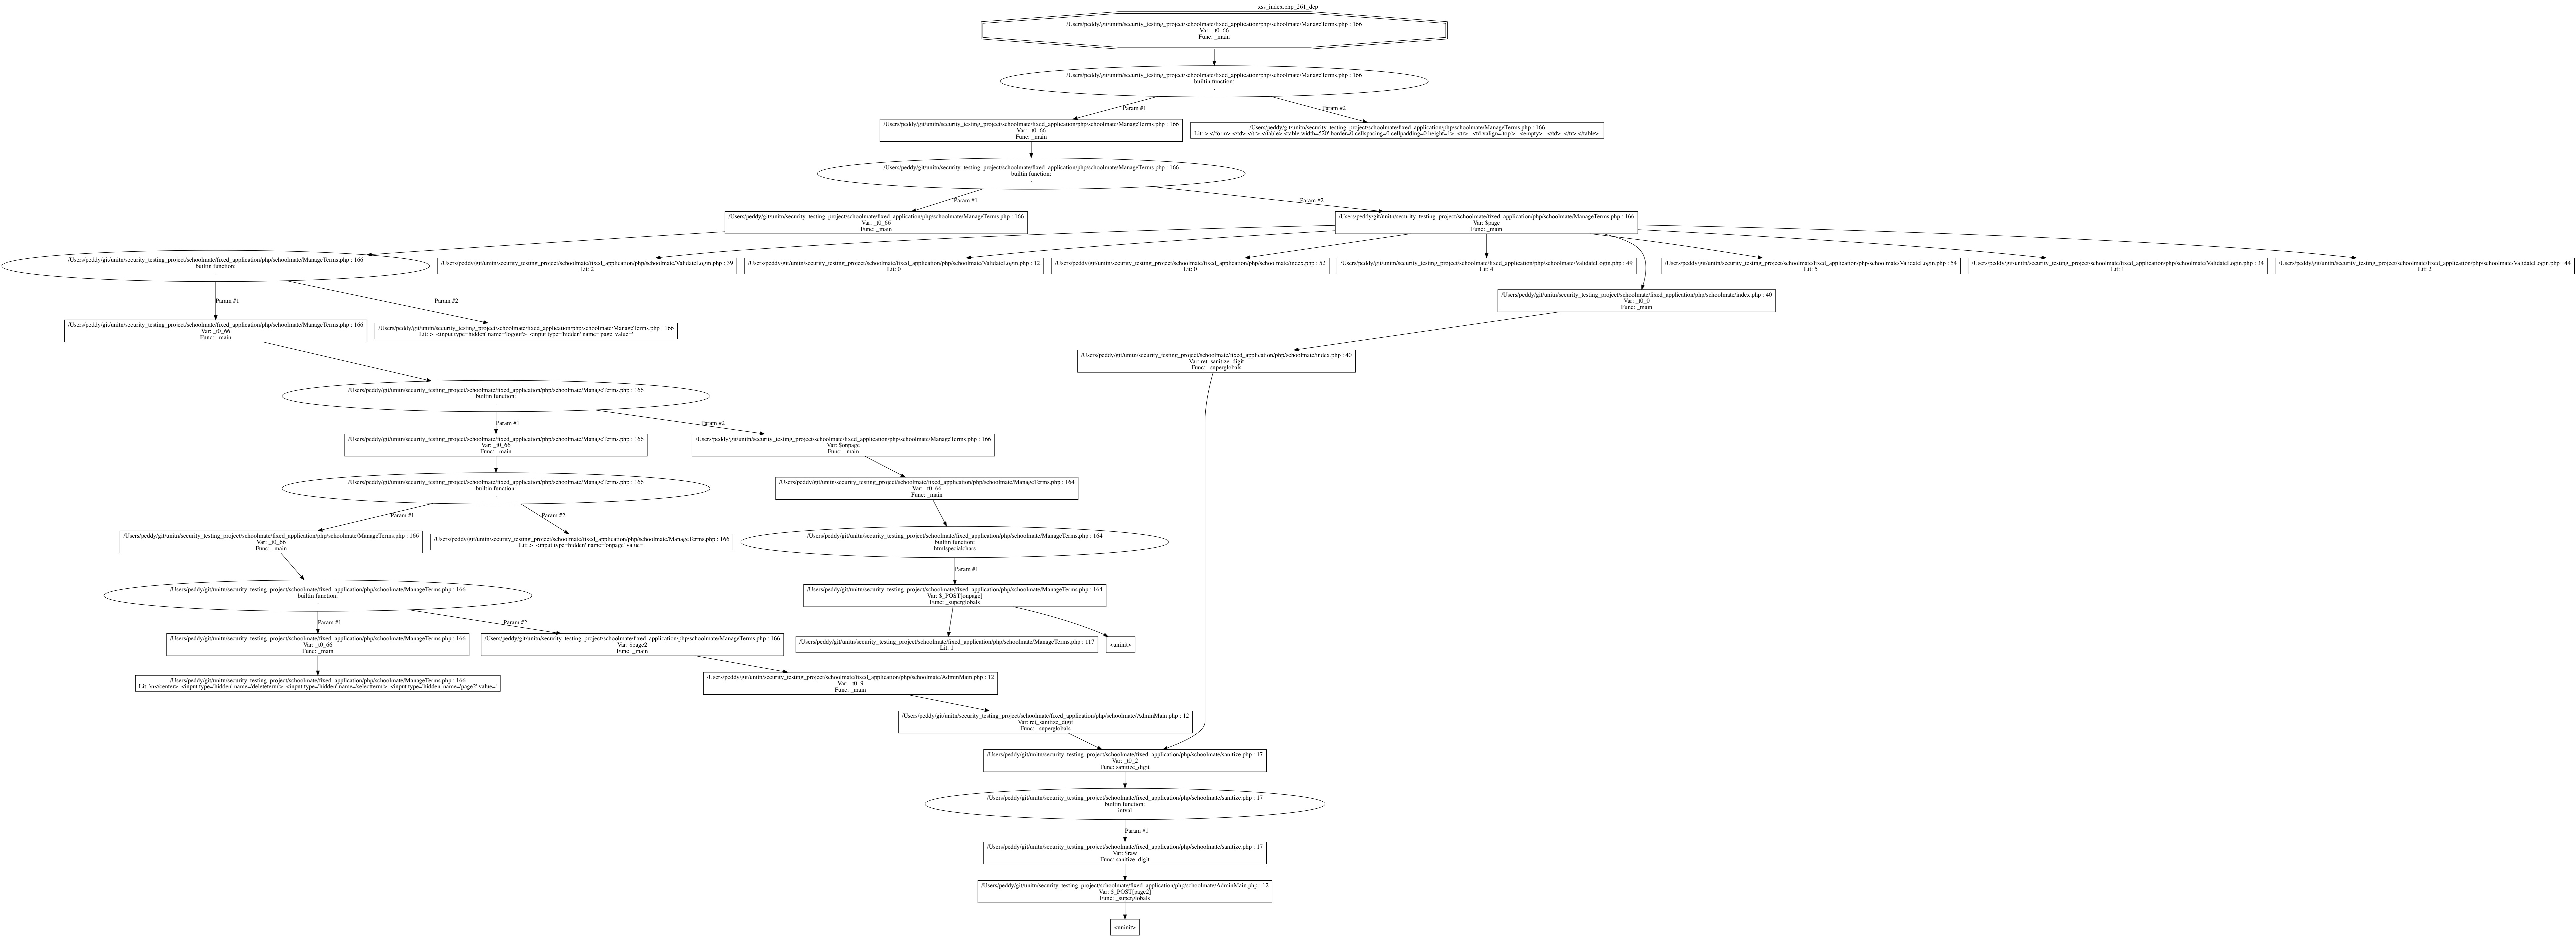 xss_index.php_261_dep
/Users/peddy/git/unitn/security_testing_project/schoolmate/fixed_application/php/schoolmate/ManageTerms.php : 166
Var: _t0_66
Func: _main
/Users/peddy/git/unitn/security_testing_project/schoolmate/fixed_application/php/schoolmate/ManageTerms.php : 166
builtin function:
.
Param #1
Param #2
/Users/peddy/git/unitn/security_testing_project/schoolmate/fixed_application/php/schoolmate/ManageTerms.php : 166
Var: _t0_66
Func: _main
/Users/peddy/git/unitn/security_testing_project/schoolmate/fixed_application/php/schoolmate/ManageTerms.php : 166
Lit: > </form> </td> </tr> </table> <table width=520' border=0 cellspacing=0 cellpadding=0 height=1>  <tr>   <td valign='top'>   <empty>   </td>  </tr> </table>
/Users/peddy/git/unitn/security_testing_project/schoolmate/fixed_application/php/schoolmate/ManageTerms.php : 166
builtin function:
.
Param #1
Param #2
/Users/peddy/git/unitn/security_testing_project/schoolmate/fixed_application/php/schoolmate/ManageTerms.php : 166
Var: _t0_66
Func: _main
/Users/peddy/git/unitn/security_testing_project/schoolmate/fixed_application/php/schoolmate/ManageTerms.php : 166
Var: $page
Func: _main
/Users/peddy/git/unitn/security_testing_project/schoolmate/fixed_application/php/schoolmate/ManageTerms.php : 166
builtin function:
.
/Users/peddy/git/unitn/security_testing_project/schoolmate/fixed_application/php/schoolmate/ValidateLogin.php : 39
Lit: 2
/Users/peddy/git/unitn/security_testing_project/schoolmate/fixed_application/php/schoolmate/ValidateLogin.php : 12
Lit: 0
/Users/peddy/git/unitn/security_testing_project/schoolmate/fixed_application/php/schoolmate/index.php : 52
Lit: 0
/Users/peddy/git/unitn/security_testing_project/schoolmate/fixed_application/php/schoolmate/ValidateLogin.php : 49
Lit: 4
/Users/peddy/git/unitn/security_testing_project/schoolmate/fixed_application/php/schoolmate/ValidateLogin.php : 54
Lit: 5
/Users/peddy/git/unitn/security_testing_project/schoolmate/fixed_application/php/schoolmate/ValidateLogin.php : 34
Lit: 1
/Users/peddy/git/unitn/security_testing_project/schoolmate/fixed_application/php/schoolmate/ValidateLogin.php : 44
Lit: 2
Param #1
Param #2
/Users/peddy/git/unitn/security_testing_project/schoolmate/fixed_application/php/schoolmate/index.php : 40
Var: _t0_0
Func: _main
/Users/peddy/git/unitn/security_testing_project/schoolmate/fixed_application/php/schoolmate/ManageTerms.php : 166
Var: _t0_66
Func: _main
/Users/peddy/git/unitn/security_testing_project/schoolmate/fixed_application/php/schoolmate/ManageTerms.php : 166
Lit: >  <input type=hidden' name='logout'>  <input type='hidden' name='page' value='
/Users/peddy/git/unitn/security_testing_project/schoolmate/fixed_application/php/schoolmate/index.php : 40
Var: ret_sanitize_digit
Func: _superglobals
/Users/peddy/git/unitn/security_testing_project/schoolmate/fixed_application/php/schoolmate/ManageTerms.php : 166
builtin function:
.
Param #1
Param #2
/Users/peddy/git/unitn/security_testing_project/schoolmate/fixed_application/php/schoolmate/ManageTerms.php : 166
Var: _t0_66
Func: _main
/Users/peddy/git/unitn/security_testing_project/schoolmate/fixed_application/php/schoolmate/ManageTerms.php : 166
Var: $onpage
Func: _main
/Users/peddy/git/unitn/security_testing_project/schoolmate/fixed_application/php/schoolmate/ManageTerms.php : 166
builtin function:
.
/Users/peddy/git/unitn/security_testing_project/schoolmate/fixed_application/php/schoolmate/ManageTerms.php : 164
Var: _t0_66
Func: _main
Param #1
Param #2
/Users/peddy/git/unitn/security_testing_project/schoolmate/fixed_application/php/schoolmate/ManageTerms.php : 166
Var: _t0_66
Func: _main
/Users/peddy/git/unitn/security_testing_project/schoolmate/fixed_application/php/schoolmate/ManageTerms.php : 166
Lit: >  <input type=hidden' name='onpage' value='
/Users/peddy/git/unitn/security_testing_project/schoolmate/fixed_application/php/schoolmate/ManageTerms.php : 164
builtin function:
htmlspecialchars
Param #1
/Users/peddy/git/unitn/security_testing_project/schoolmate/fixed_application/php/schoolmate/ManageTerms.php : 166
builtin function:
.
/Users/peddy/git/unitn/security_testing_project/schoolmate/fixed_application/php/schoolmate/ManageTerms.php : 164
Var: $_POST[onpage]
Func: _superglobals
Param #1
Param #2
/Users/peddy/git/unitn/security_testing_project/schoolmate/fixed_application/php/schoolmate/ManageTerms.php : 166
Var: _t0_66
Func: _main
/Users/peddy/git/unitn/security_testing_project/schoolmate/fixed_application/php/schoolmate/ManageTerms.php : 166
Var: $page2
Func: _main
/Users/peddy/git/unitn/security_testing_project/schoolmate/fixed_application/php/schoolmate/ManageTerms.php : 117
Lit: 1
<uninit>
/Users/peddy/git/unitn/security_testing_project/schoolmate/fixed_application/php/schoolmate/ManageTerms.php : 166
Lit: \n</center>  <input type='hidden' name='deleteterm'>  <input type='hidden' name='selectterm'>  <input type='hidden' name='page2' value='
/Users/peddy/git/unitn/security_testing_project/schoolmate/fixed_application/php/schoolmate/AdminMain.php : 12
Var: _t0_9
Func: _main
/Users/peddy/git/unitn/security_testing_project/schoolmate/fixed_application/php/schoolmate/AdminMain.php : 12
Var: ret_sanitize_digit
Func: _superglobals
/Users/peddy/git/unitn/security_testing_project/schoolmate/fixed_application/php/schoolmate/sanitize.php : 17
Var: _t0_2
Func: sanitize_digit
/Users/peddy/git/unitn/security_testing_project/schoolmate/fixed_application/php/schoolmate/sanitize.php : 17
builtin function:
intval
Param #1
/Users/peddy/git/unitn/security_testing_project/schoolmate/fixed_application/php/schoolmate/sanitize.php : 17
Var: $raw
Func: sanitize_digit
/Users/peddy/git/unitn/security_testing_project/schoolmate/fixed_application/php/schoolmate/AdminMain.php : 12
Var: $_POST[page2]
Func: _superglobals
<uninit>